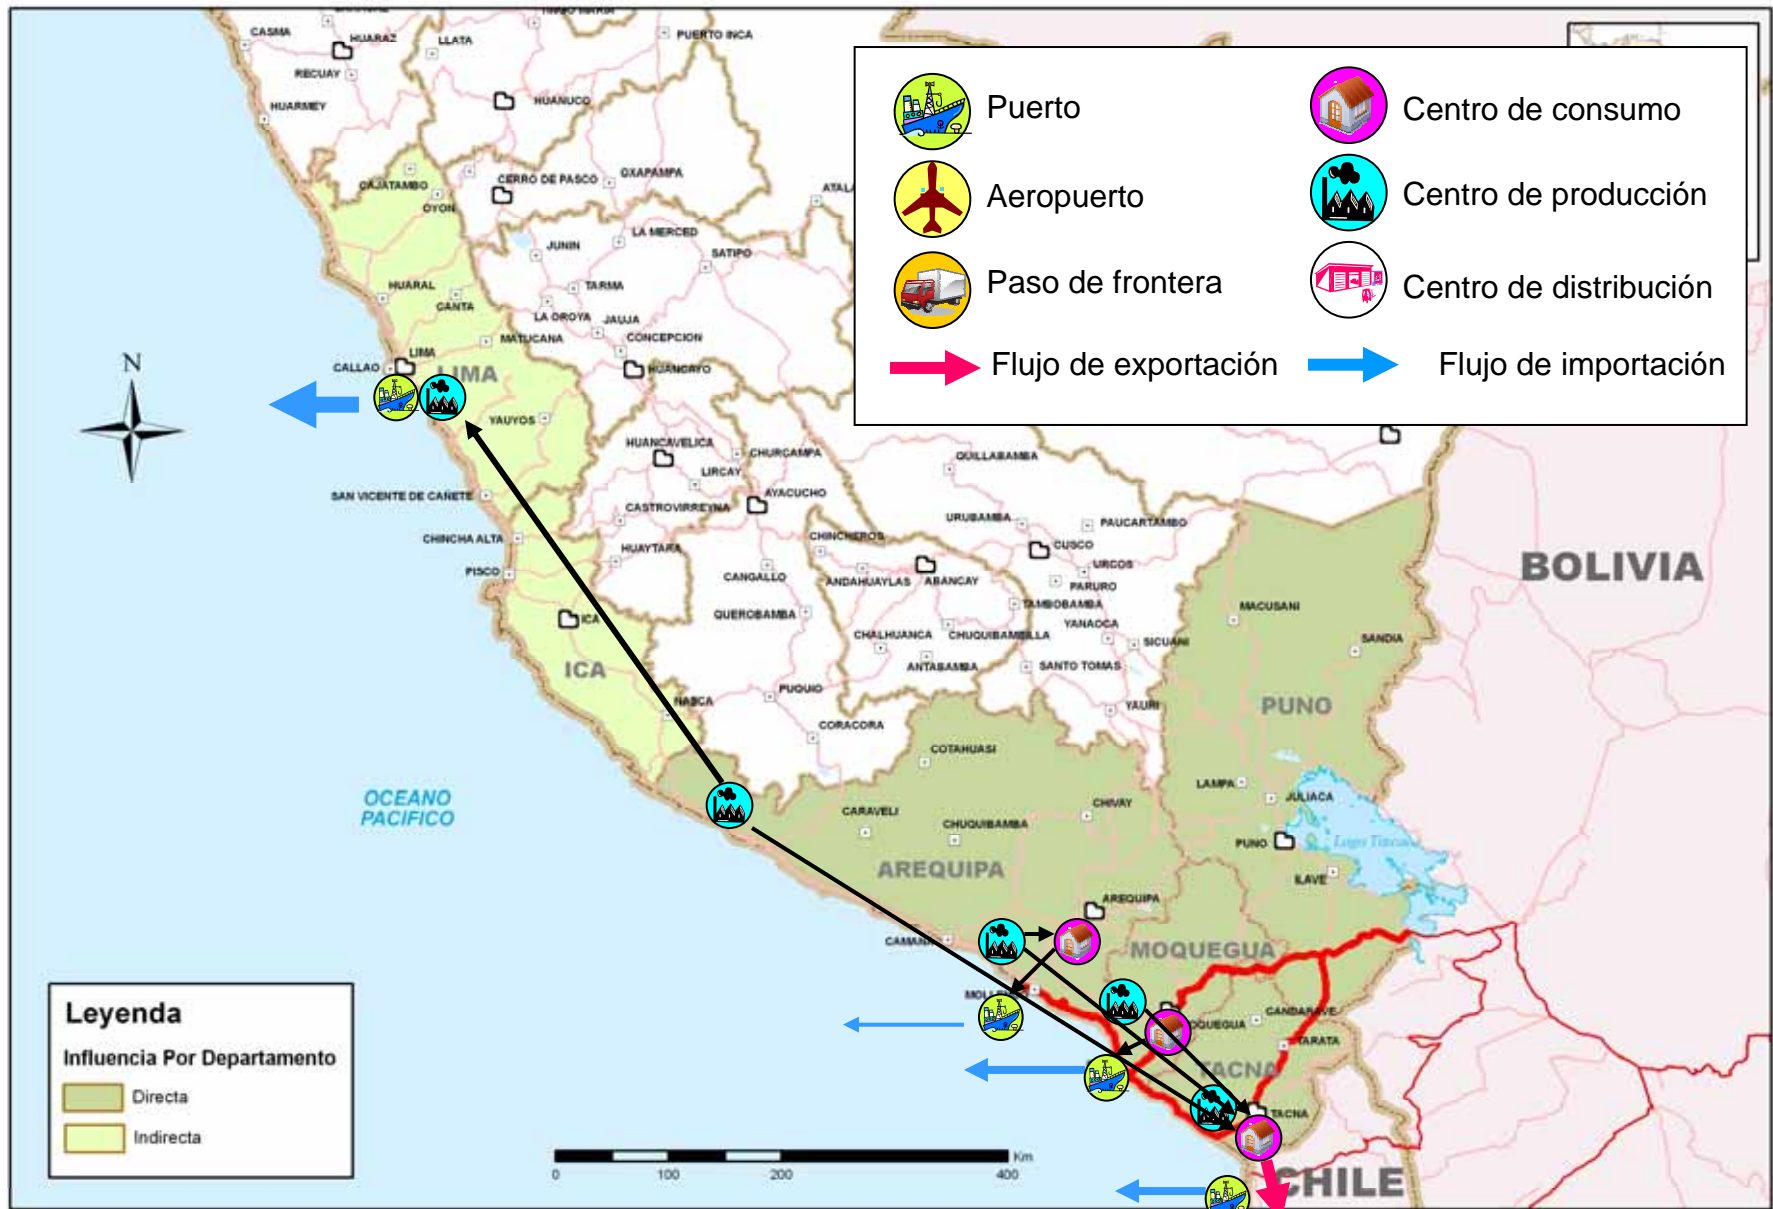 CASMA
HUARAZ
LLATA
PUERTO INCA
RECUAY
HUARMEY
HUANUCO
CAJATAMBO
OYON
CERRO DE PASCO
OXAPAMPA
JUNIN
LA MERCED
SATIPO
HUARAL
CANTA
TARMA
LA OROYA
JAUJA
MATUCANA
CONCEPCION
LIMA
CALLAO
LIMA
HUANCAYO
YAUYOS
Puerto
Aeropuerto
Paso de frontera
Flujo de exportación
Centro de consumo
Centro de producción
Centro de distribución
Flujo de importación
N
HUANCAVELICA
CHURCAMPA
LIRCAY
SAN VICENTE DE CAÑETE
AYACUCHO
CASTROVIRREYNA
CHINCHA ALTA
HUAYTARA
PISCO
CANGALLO
QUEROBAMBA
ICA
ICA
NASCA
PUQUIO
CORACORA
QUILLABAMBA
URUBAMBA
PAUCARTAMBO
CHINCHEROS
CUSCO
URCOS
ANDAHUAYLAS
ABANCAY
PARURO
TAMBOBAMBA
YANAOCA
CHALHUANCA
CHUQUIBAMBILLA
SICUANI
ANTABAMBA
SANTO TOMAS
YAURI
BOLIVIA
MACUSANI
SANDIA
PUNO
LAMPA
JULIACA
PUNO
ILAVE
OCEANO
PACIFICO
COTAHUASI
CARAVELI
CHUQUIBAMBA
CHIVAY
AREQUIPA
AREQUIPA
CAMANA
MOQUEGUA
CANDARAVE
TARATA
TACNA
TACNA
CHILE
Leyenda
Influencia Por Departamento
Directa
Indirecta
Km
0 100 200 400